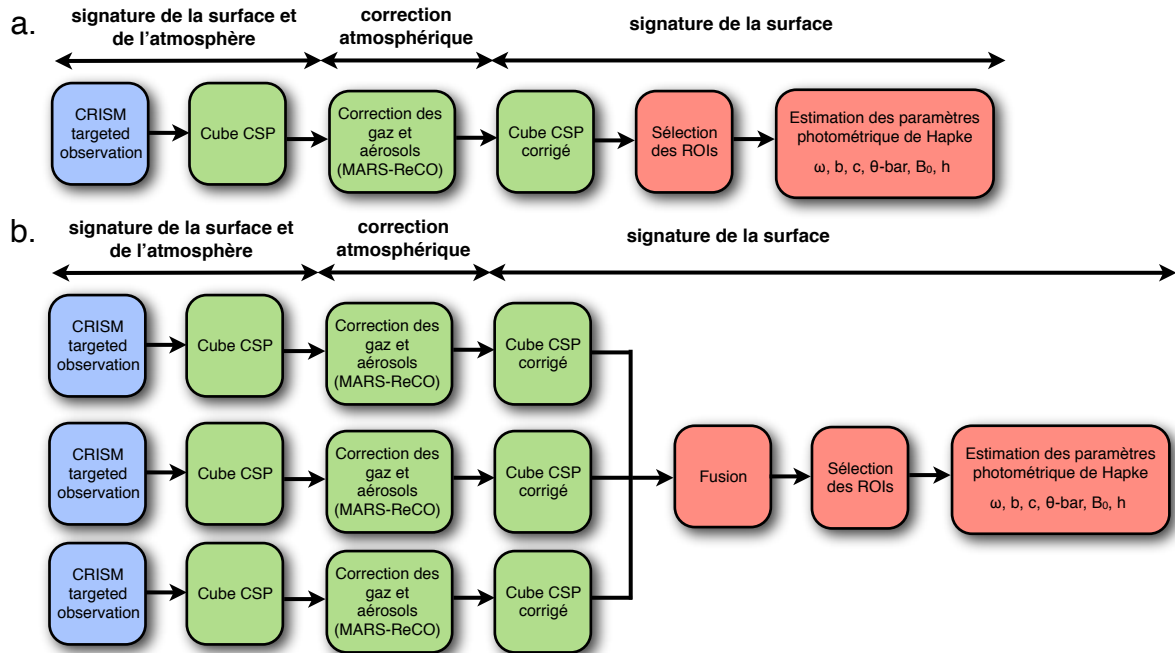 a.
signature de la surface et
de l'atmosphère
correction
atmosphérique
signature de la surface
CRISM
targeted
observation
Cube CSP
Correction des
gaz et
aérosols
(MARS-ReCO)
Cube CSP
corrigé
Sélection
des ROIs
Estimation des paramètres
photométrique de Hapke
ω, b, c, θ-bar, B₀, h
b.
signature de la surface et
de l'atmosphère
correction
atmosphérique
signature de la surface
CRISM
targeted
observation
Cube CSP
Correction des
gaz et
aérosols
(MARS-ReCO)
Cube CSP
corrigé
CRISM
targeted
observation
Cube CSP
Correction des
gaz et
aérosols
(MARS-ReCO)
Cube CSP
corrigé
Fusion
Sélection
des ROIs
Estimation des paramètres
photométrique de Hapke
ω, b, c, θ-bar, B₀, h
CRISM
targeted
observation
Cube CSP
Correction des
gaz et
aérosols
(MARS-ReCO)
Cube CSP
corrigé